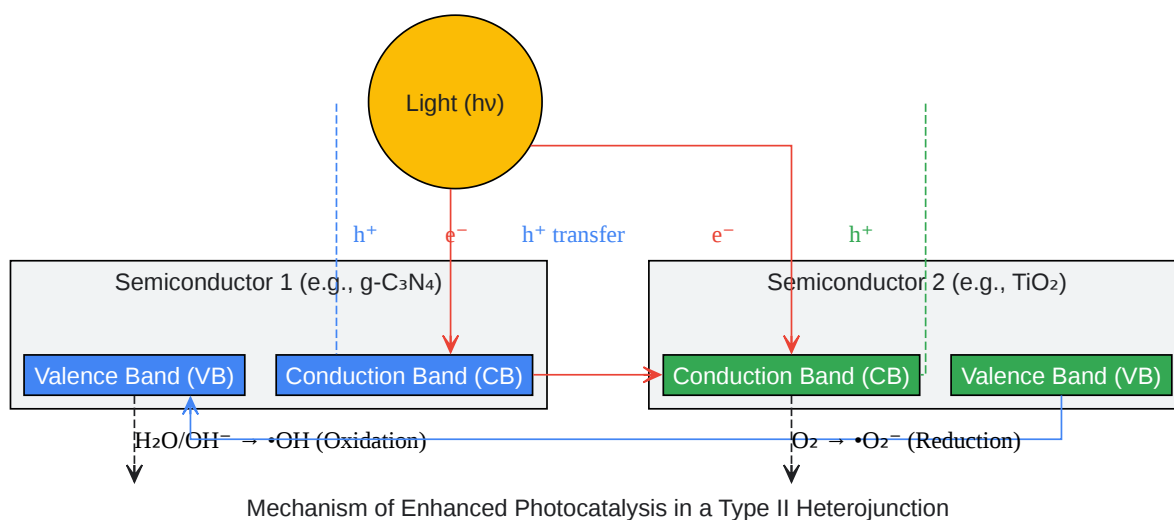 Light (hν)
h⁺
e⁻
h⁺ transfer
e⁻
h⁺
Semiconductor 1 (e.g., g-C₃N₄)
Semiconductor 2 (e.g., TiO₂)
Valence Band (VB)
Conduction Band (CB)
Conduction Band (CB)
Valence Band (VB)
H₂O/OH⁻ → •OH (Oxidation)
O₂ → •O₂⁻ (Reduction)
Mechanism of Enhanced Photocatalysis in a Type II Heterojunction